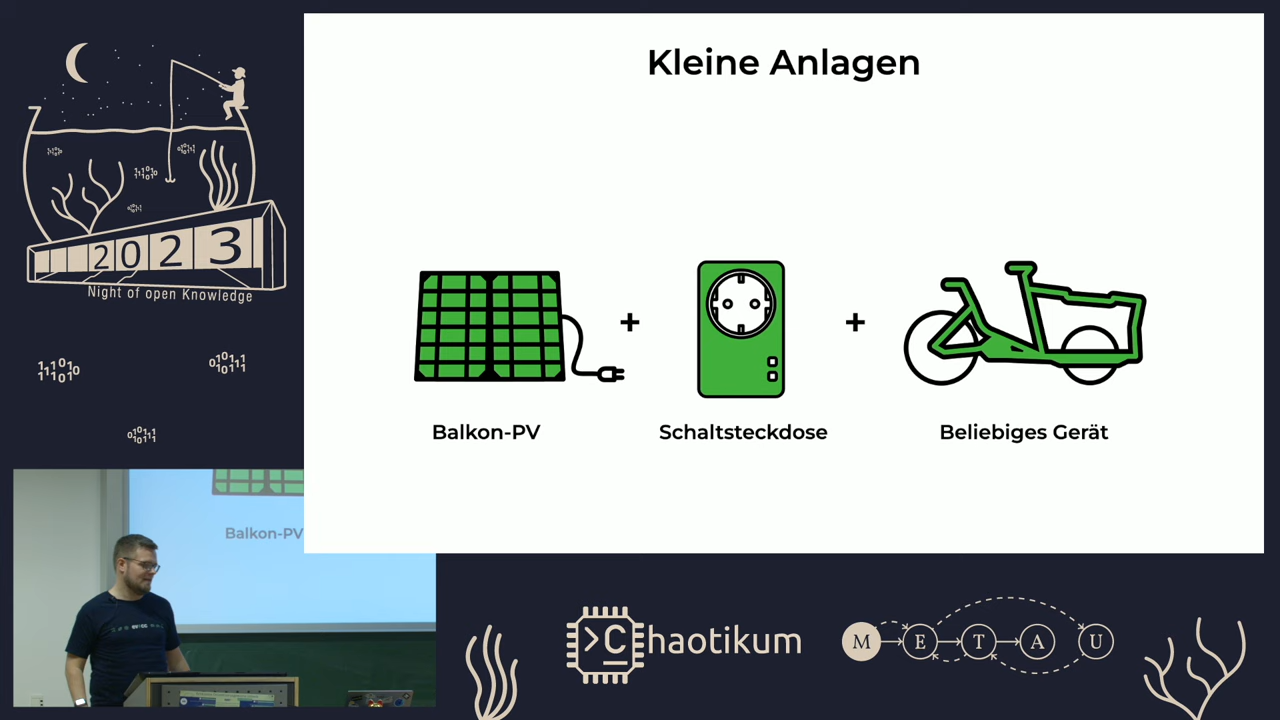 Kleine Anlagen
+
+
Balkon-PV
Schaltsteckdose
Beliebiges Gerät
2023
Night of open Knowledge
Balkon-PV
>Chaotikum
M E T A U